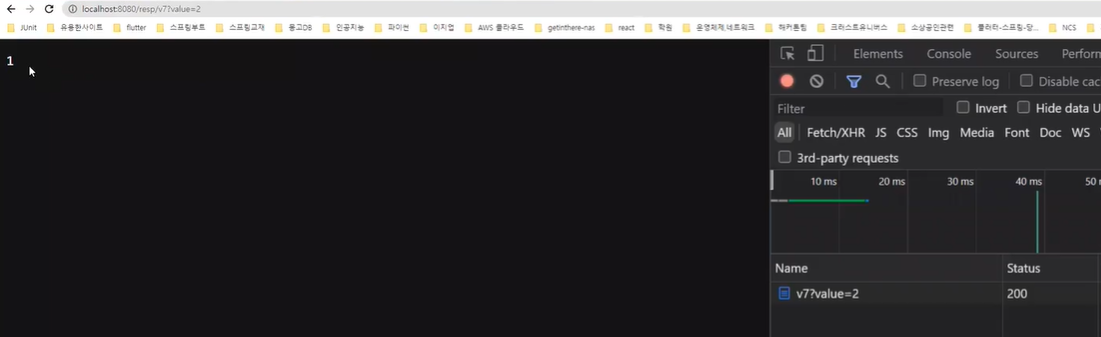 localhost:8080/resp/v7?value=2
JUnit 유용한사이트 flutter 스프링부트 스프링교재 몽고DB 인공지능 파이썬 이지업 AWS 클라우드 getinthere-nas react 학원 운영체제,네트워크 해커톤팀 크러스트유니버스 소상공인관련 플러터-스프링-당... NCS
1
Elements Console Sources Perform
Preserve log Disable cac
Filter Invert Hide data U
All Fetch/XHR JS CSS Img Media Font Doc WS
3rd-party requests
10 ms 20 ms 30 ms 40 ms 50 m
Name Status
v7?value=2 200